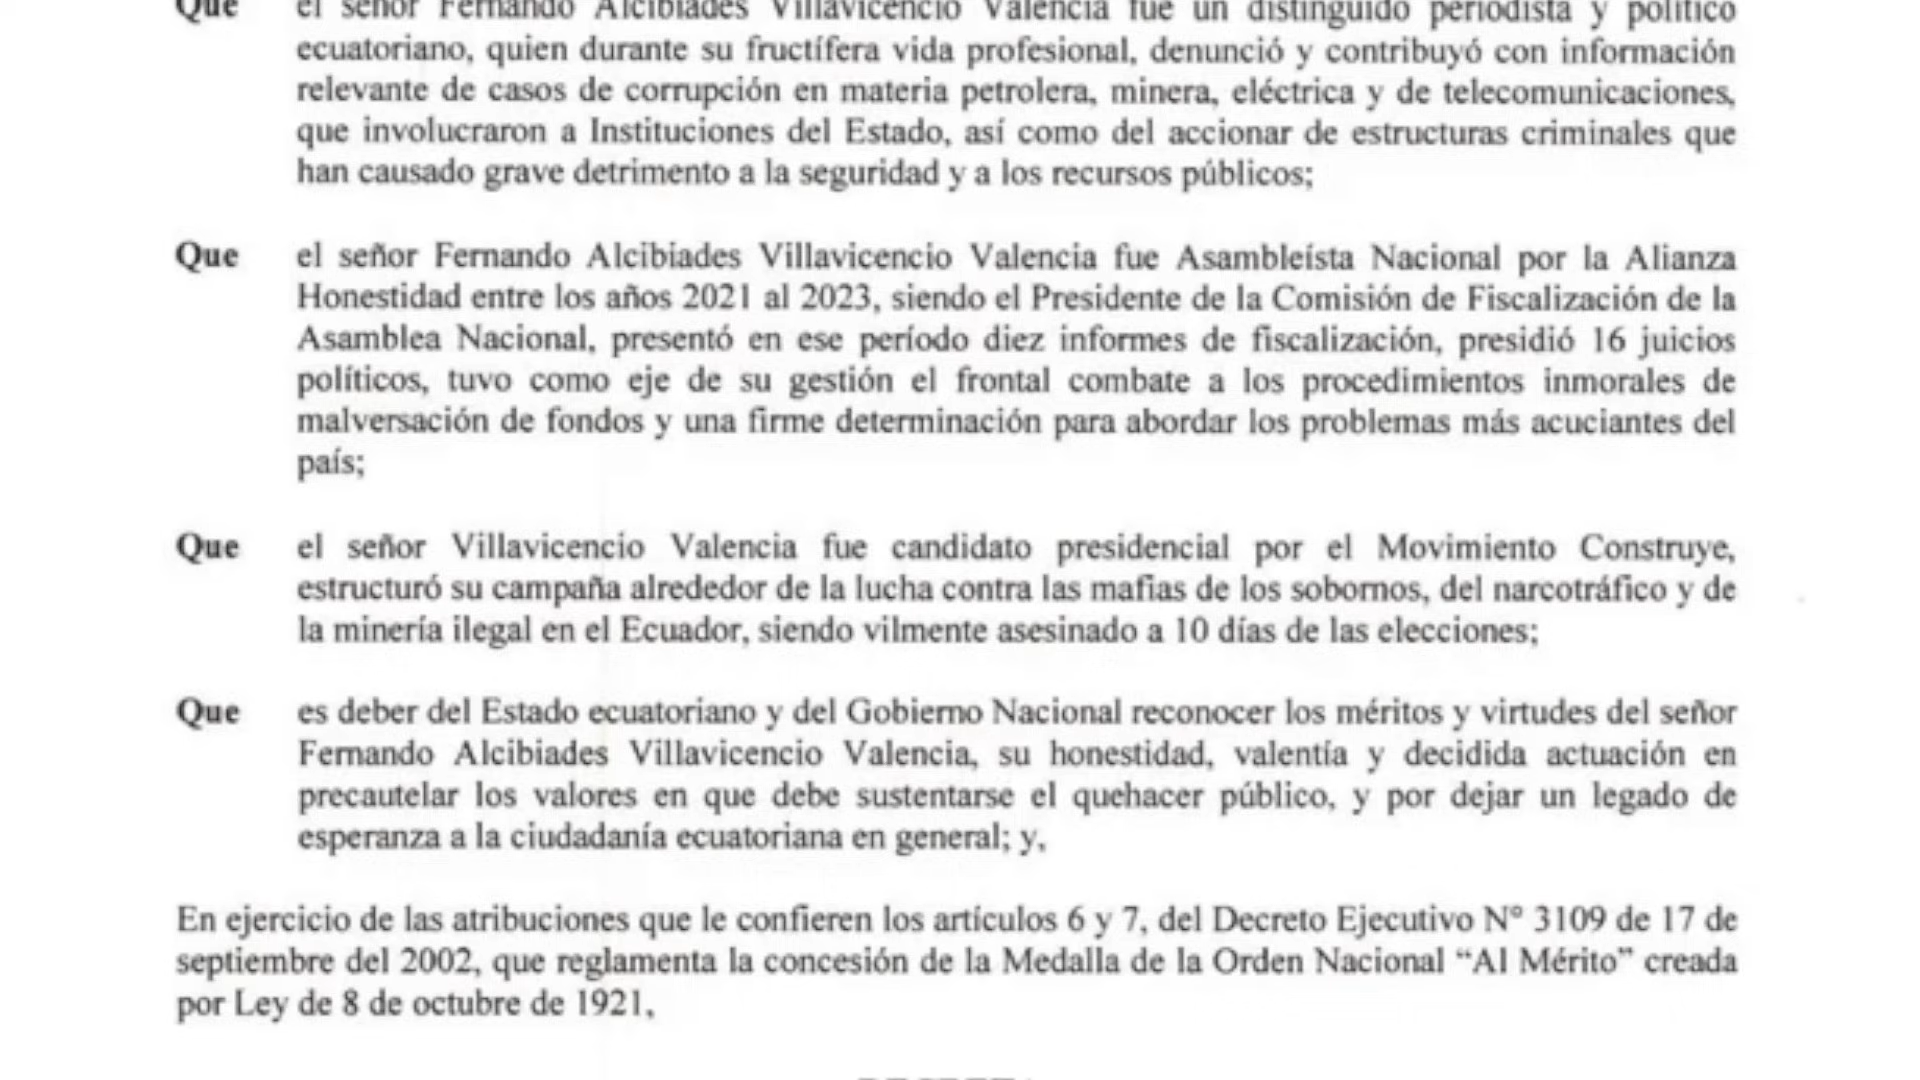 Que el señor Fernando Alcibiades Villavicencio Valencia fue un distinguido periodista y político
ecuatoriano, quien durante su fructífera vida profesional, denunció y contribuyó con información
relevante de casos de corrupción en materia petrolera, minera, eléctrica y de telecomunicaciones,
que involucraron a Instituciones del Estado, así como del accionar de estructuras criminales que
han causado grave detrimento a la seguridad y a los recursos públicos;
Que el señor Fernando Alcibiades Villavicencio Valencia fue Asambleísta Nacional por la Alianza
Honestidad entre los años 2021 al 2023, siendo el Presidente de la Comisión de Fiscalización de la
Asamblea Nacional, presentó en ese período diez informes de fiscalización, presidió 16 juicios
políticos, tuvo como eje de su gestión el frontal combate a los procedimientos inmorales de
malversación de fondos y una firme determinación para abordar los problemas más acuciantes del
país;
Que el señor Villavicencio Valencia fue candidato presidencial por el Movimiento Construye,
estructuró su campaña alrededor de la lucha contra las mafias de los sobornos, del narcotráfico y de
la minería ilegal en el Ecuador, siendo vilmente asesinado a 10 días de las elecciones;
Que es deber del Estado ecuatoriano y del Gobierno Nacional reconocer los méritos y virtudes del señor
Fernando Alcibiades Villavicencio Valencia, su honestidad, valentía y decidida actuación en
precautelar los valores en que debe sustentarse el quehacer público, y por dejar un legado de
esperanza a la ciudadanía ecuatoriana en general; y,
En ejercicio de las atribuciones que le confieren los artículos 6 y 7, del Decreto Ejecutivo N° 3109 de 17 de
septiembre del 2002, que reglamenta la concesión de la Medalla de la Orden Nacional “Al Mérito” creada
por Ley de 8 de octubre de 1921,